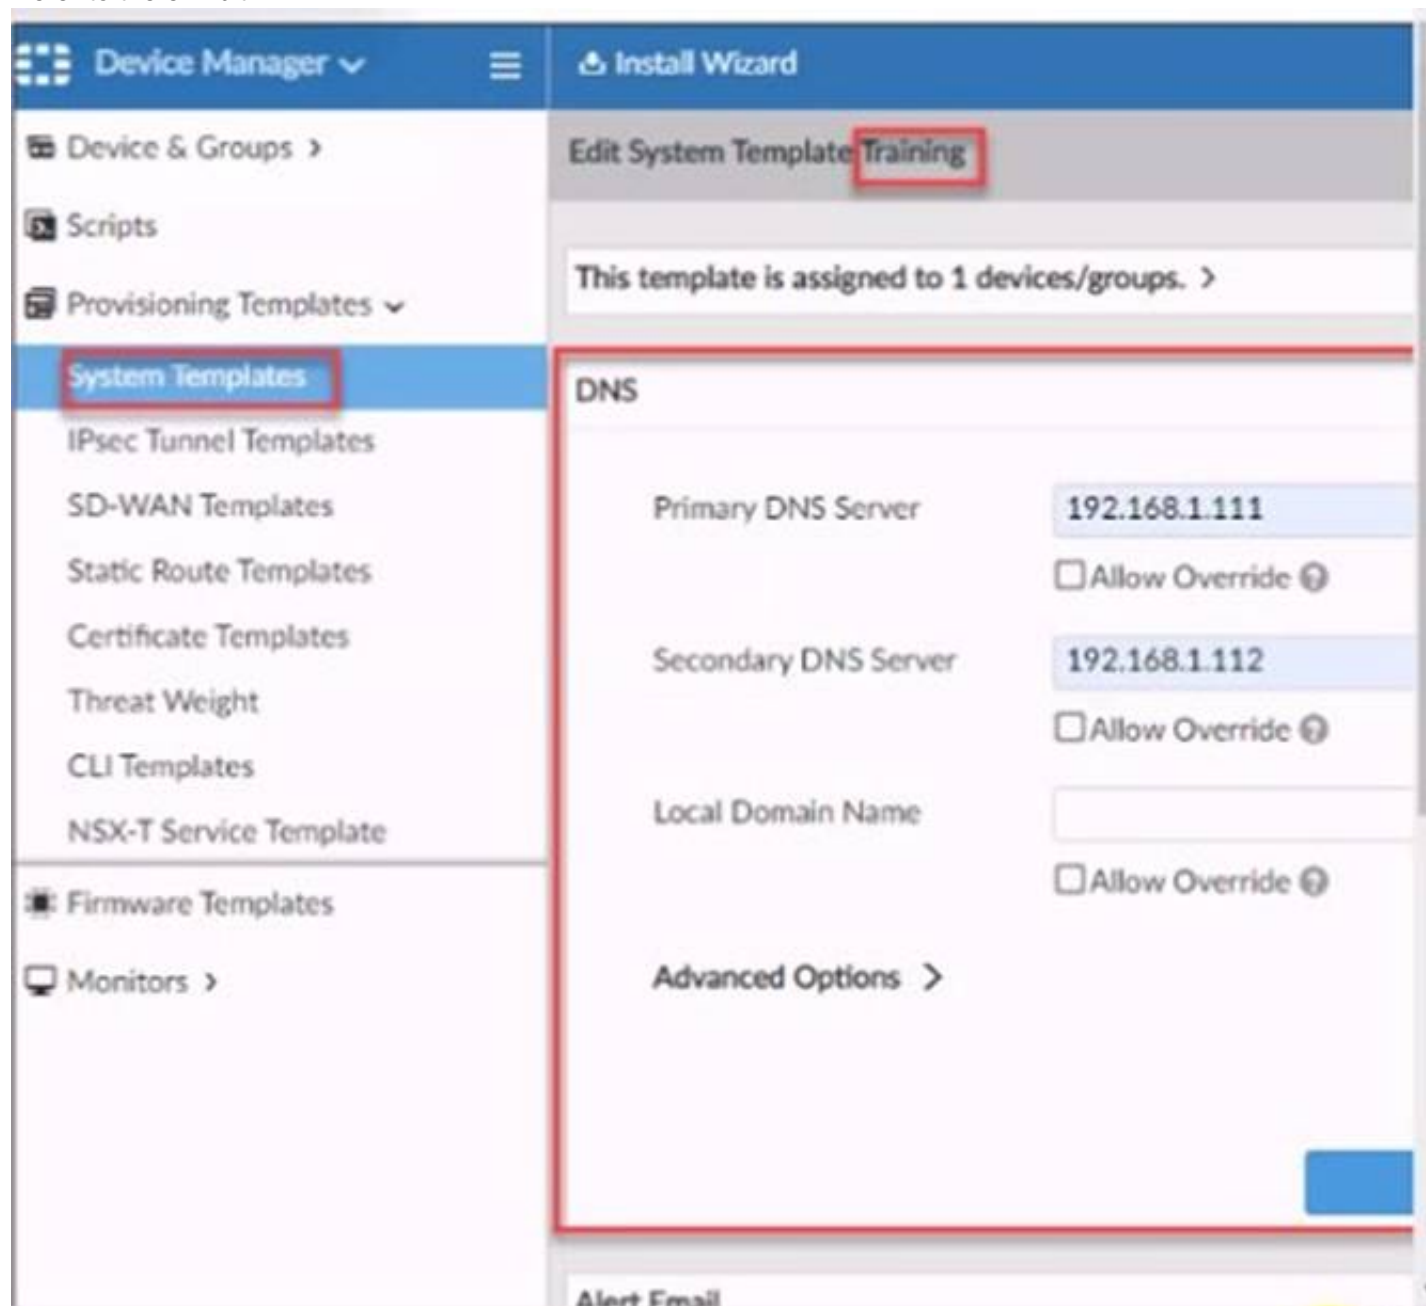 Device Manager
Install Wizard
Device & Groups
Edit System Template Training
Scripts
This template is assigned to 1 devices/groups. >
Provisioning Templates
System Templates
DNS
IPsec Tunnel Templates
SD-WAN Templates
Primary DNS Server
192.168.1.111
Static Route Templates
Allow Override
Certificate Templates
Secondary DNS Server
192.168.1.112
Threat Weight
Allow Override
CLI Templates
Local Domain Name
NSX-T Service Template
Allow Override
Firmware Templates
Monitors >
Advanced Options >
Alert Email